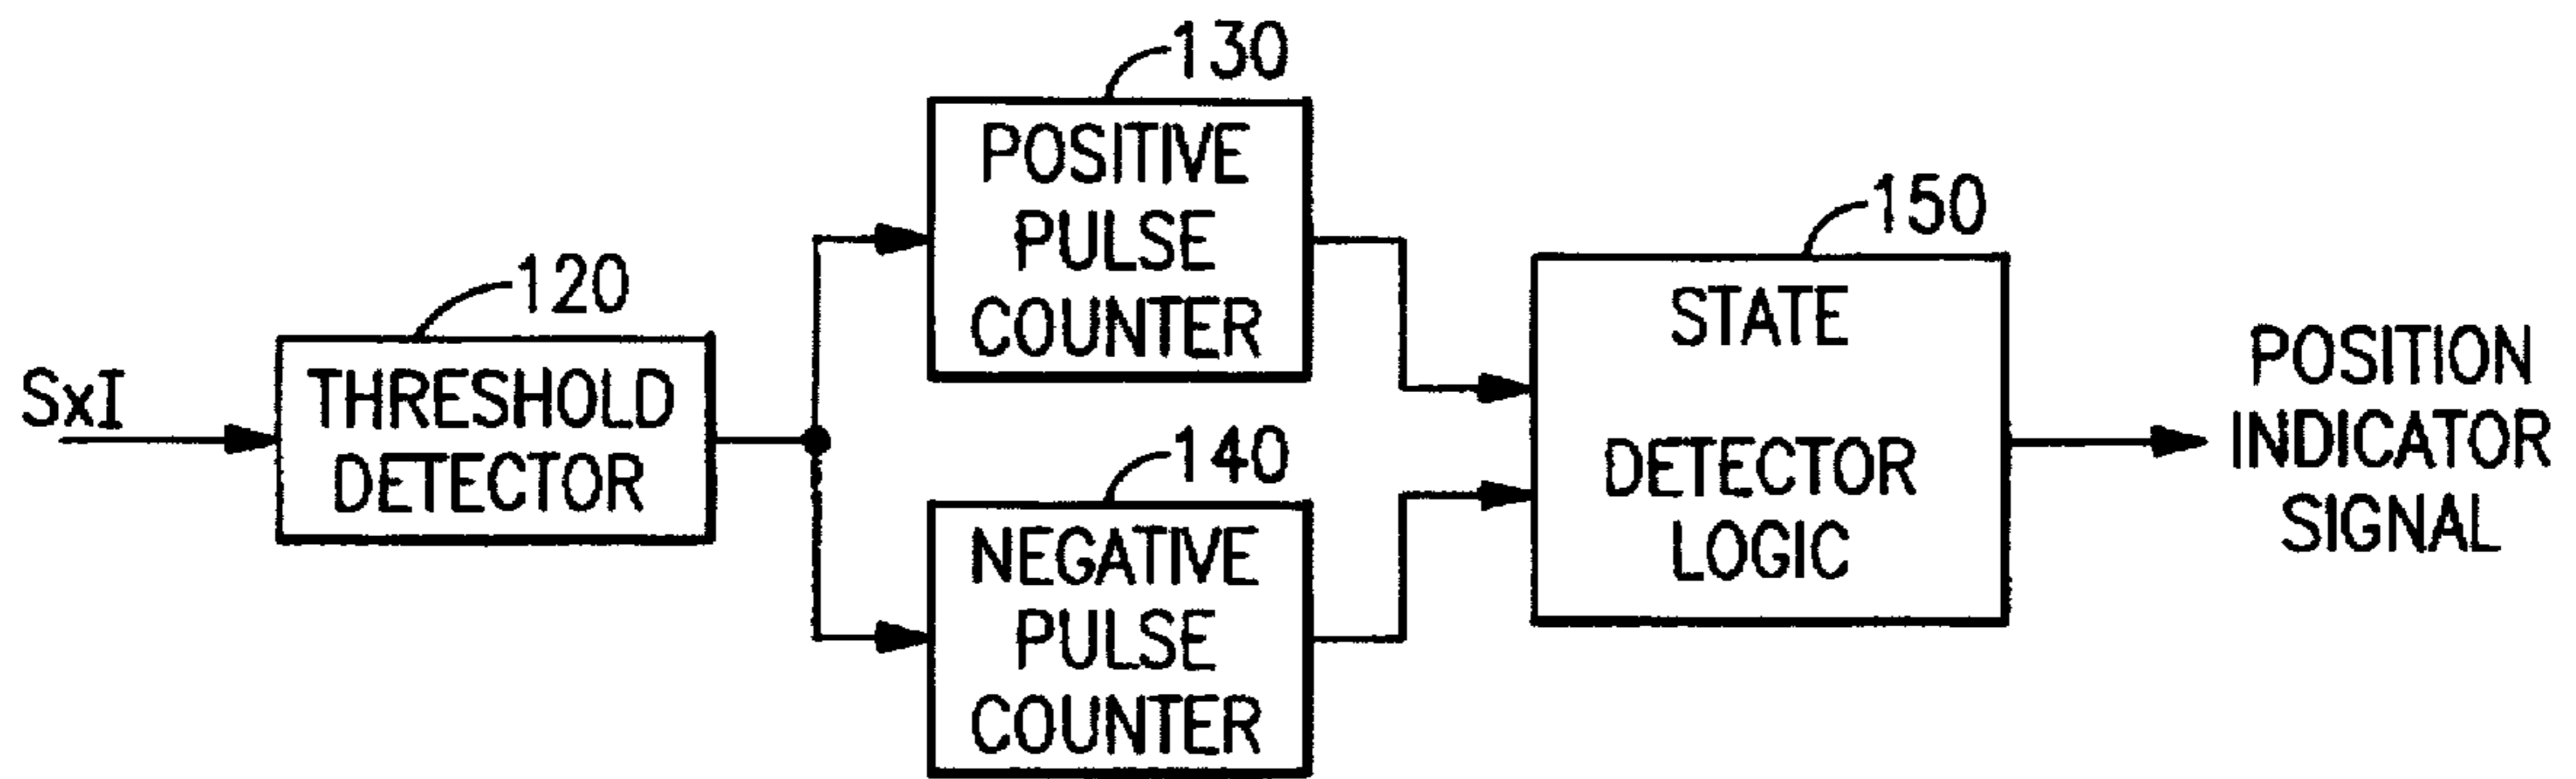 SxI
120
THRESHOLD
DETECTOR
130
POSITIVE
PULSE
COUNTER
140
NEGATIVE
PULSE
COUNTER
150
STATE
DETECTOR
LOGIC
POSITION
INDICATOR
SIGNAL